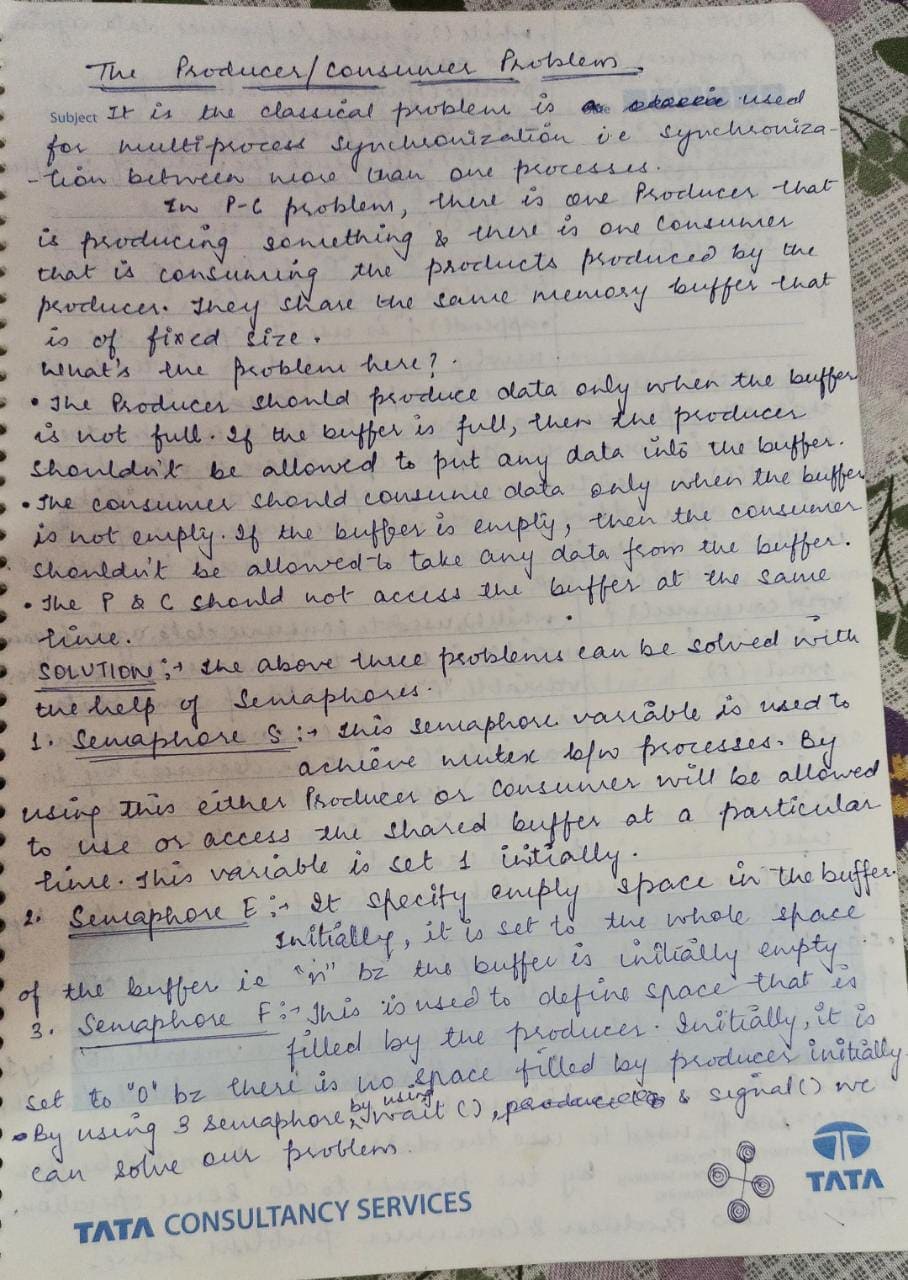 The Producer/Consumer Problem.
Subject It is the classical problem is a used
for multiprocess synchronization i.e synchroniza-
-tion between more than one processes.
In P-C problem, there is one Producer that
is producing something & there is one Consumer
that is consuming the products produced by the
producer. They share the same memory buffer that
is of fixed size.
What's the problem here?.
• The Producer should produce data only when the buffer
is not full. If the buffer is full, then the producer
shouldn't be allowed to put any data into the buffer.
• The consumer should consume data only when the buffer
is not empty. If the buffer is empty, then the consumer
shouldn't be allowed to take any data from the buffer.
• The P & C should not access the buffer at the same
time.
SOLUTION :→ The above three problems can be solved with
the help of Semaphores.
1. Semaphore S :→ This semaphore variable is used to
achieve mutex b/w processes. By
using this either Producer or Consumer will be allowed
to use or access the shared buffer at a particular
time. This variable is set 1 initially.
2. Semaphore E :→ It specify empty space in the buffer.
Initially, it is set to the whole space
of the buffer ie "n" bz the buffer is initially empty
3. Semaphore F :→ This is used to define space that is
filled by the producer. Initially, it is
set to "0" bz there is no space filled by producer initially.
• By using 3 semaphore, by using wait(), & signal() we
can solve our problem.
TATA CONSULTANCY SERVICES
TATA